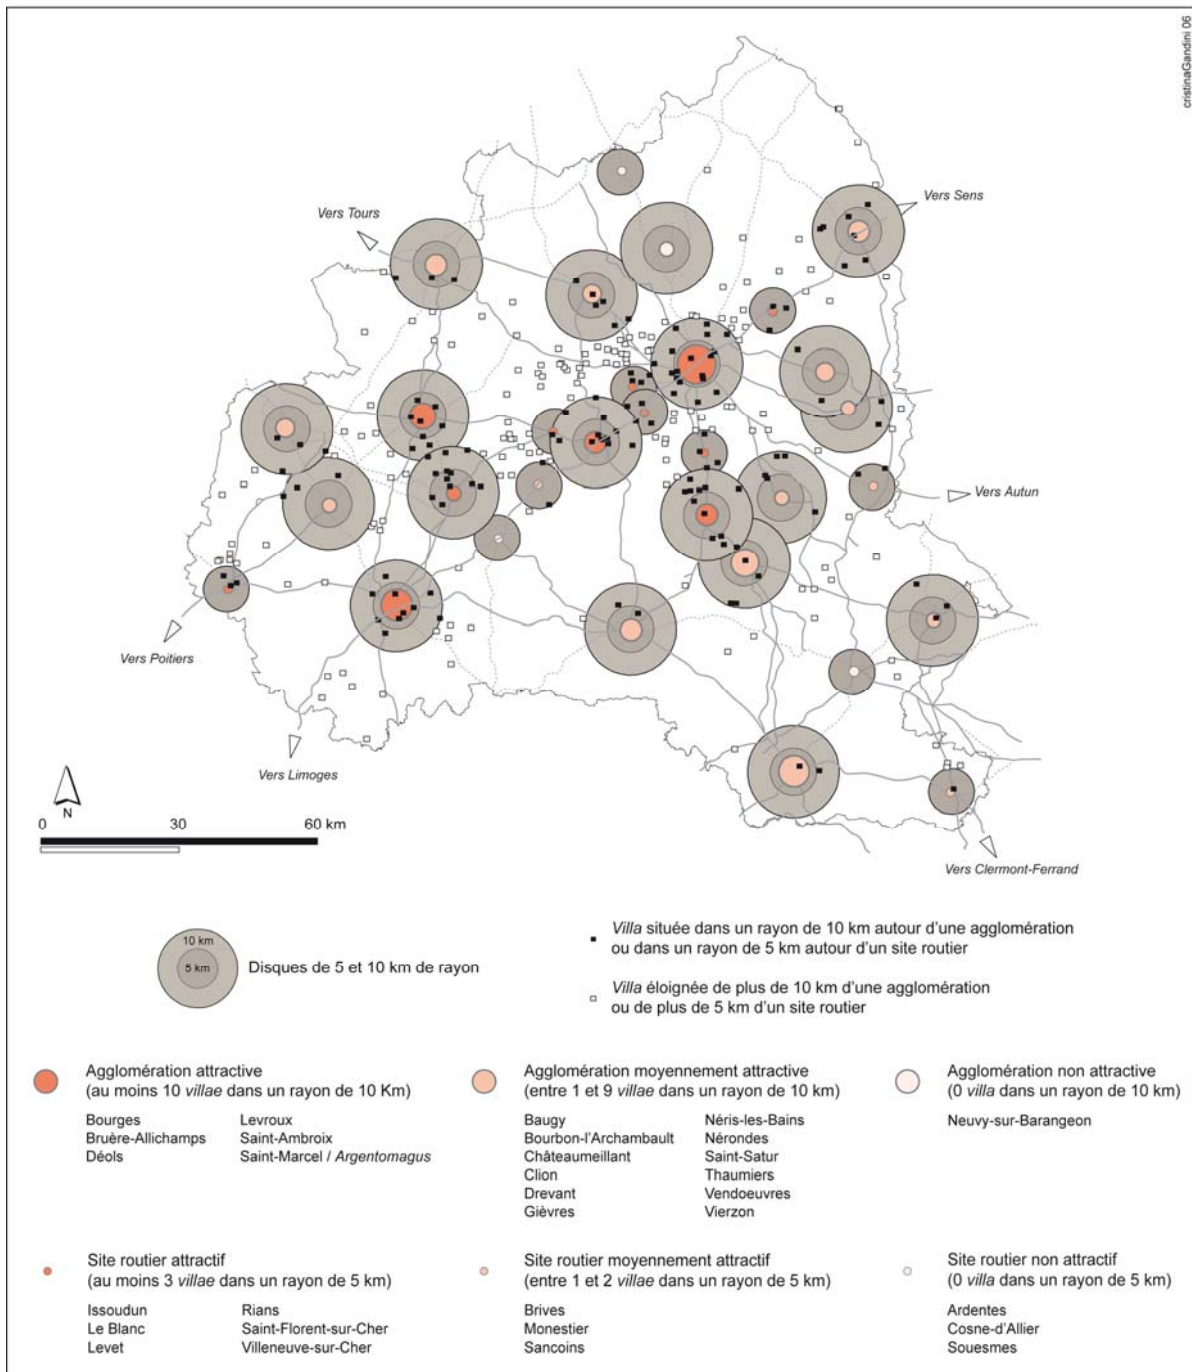 cristinaGandini 06
Vers Tours
Vers Sens
Vers Autun
Vers Poitiers
Vers Limoges
Vers Clermont-Ferrand
N
0 30 60 km
10 km
5 km
Disques de 5 et 10 km de rayon
Villa située dans un rayon de 10 km autour d'une agglomération
ou dans un rayon de 5 km autour d'un site routier
Villa éloignée de plus de 10 km d'une agglomération
ou de plus de 5 km d'un site routier
Agglomération attractive
(au moins 10 villae dans un rayon de 10 Km)
Bourges
Bruère-Allichamps
Déols
Levroux
Saint-Ambroix
Saint-Marcel / Argentomagus
Agglomération moyennement attractive
(entre 1 et 9 villae dans un rayon de 10 km)
Baugy
Bourbon-l'Archambault
Châteaumeillant
Clion
Drevant
Gièvres
Néris-les-Bains
Nérondes
Saint-Satur
Thaumiers
Vendoeuvres
Vierzon
Agglomération non attractive
(0 villa dans un rayon de 10 km)
Neuvy-sur-Barangeon
Site routier attractif
(au moins 3 villae dans un rayon de 5 km)
Issoudun
Le Blanc
Levet
Rians
Saint-Florent-sur-Cher
Villeneuve-sur-Cher
Site routier moyennement attractif
(entre 1 et 2 villae dans un rayon de 5 km)
Brives
Monestier
Sancoins
Site routier non attractif
(0 villa dans un rayon de 5 km)
Ardentes
Cosne-d'Allier
Souesmes